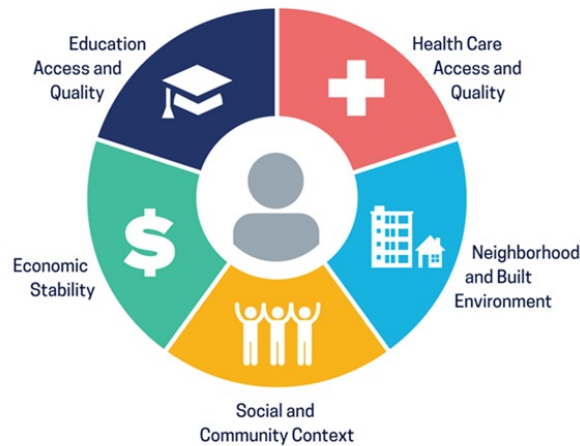 Education
Access and
Quality
Health Care
Access and
Quality
$
Economic
Stability
Neighborhood
and Built
Environment
Social and
Community Context